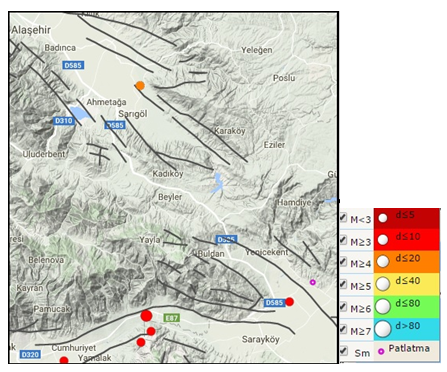 Alaşehir
Badınca
Yeleğen
D585
Poslu
Ahmetağa
Sarıgöl
D310
D585
Karaköy
Eziler
Uluderbent
Kadıköy
Beyler
Hamdiye
Yayla
D585
Buldan
Yenicekent
Belenova
Kayran
Pamucak
D585
E87
Sarayköy
Cumhuriyet
D320
Yamalak
M<3 d≤5
M≥3 d≤10
M≥4 d≤20
M≥5 d≤40
M≥6 d≤80
M≥7 d>80
Sm Patlatma